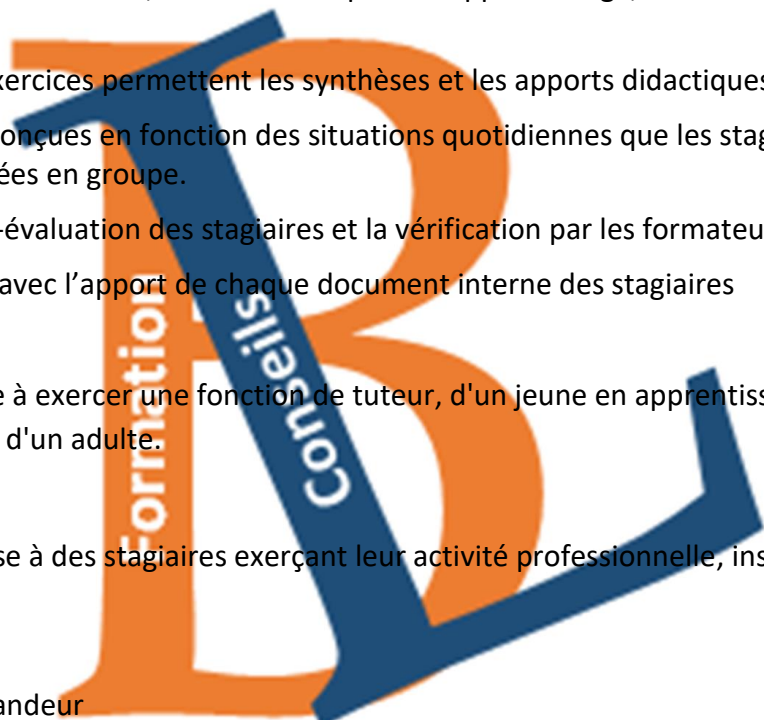 xercices permettent les synthèses et les apports didactiques
onçues en fonction des situations quotidiennes que les stag
ées en groupe.
-évaluation des stagiaires et la vérification par les formateu
avec l’apport de chaque document interne des stagiaires
e à exercer une fonction de tuteur, d'un jeune en apprentiss
d'un adulte.
se à des stagiaires exerçant leur activité professionnelle, ins
andeur
B
L
Formation
Conseils